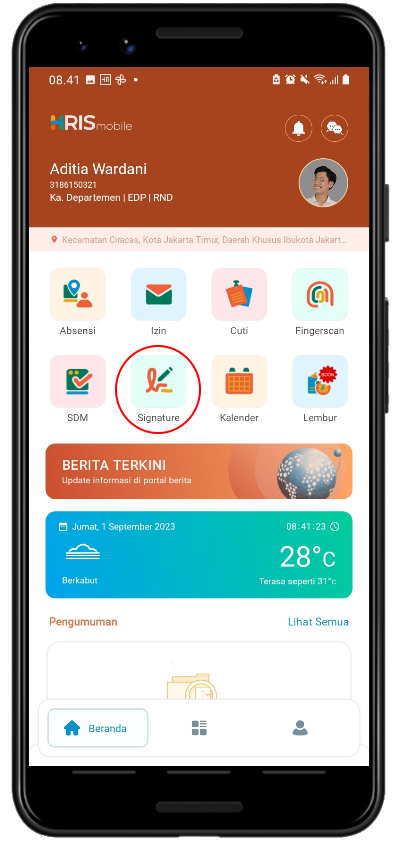 08.41
HRISmobile
Aditia Wardani
3186150321
Ka. Departemen | EDP | RND
Kecamatan Ciracas, Kota Jakarta Timur, Daerah Khusus Ibukota Jakart...
Absensi Izin Cuti Fingerscan
SOON
SDM Signature Kalender Lembur
BERITA TERKINI
Update informasi di portal berita
Jumat, 1 September 2023 08:41:23
28°C
Berkabut Terasa seperti 31°c
Pengumuman Lihat Semua
Beranda